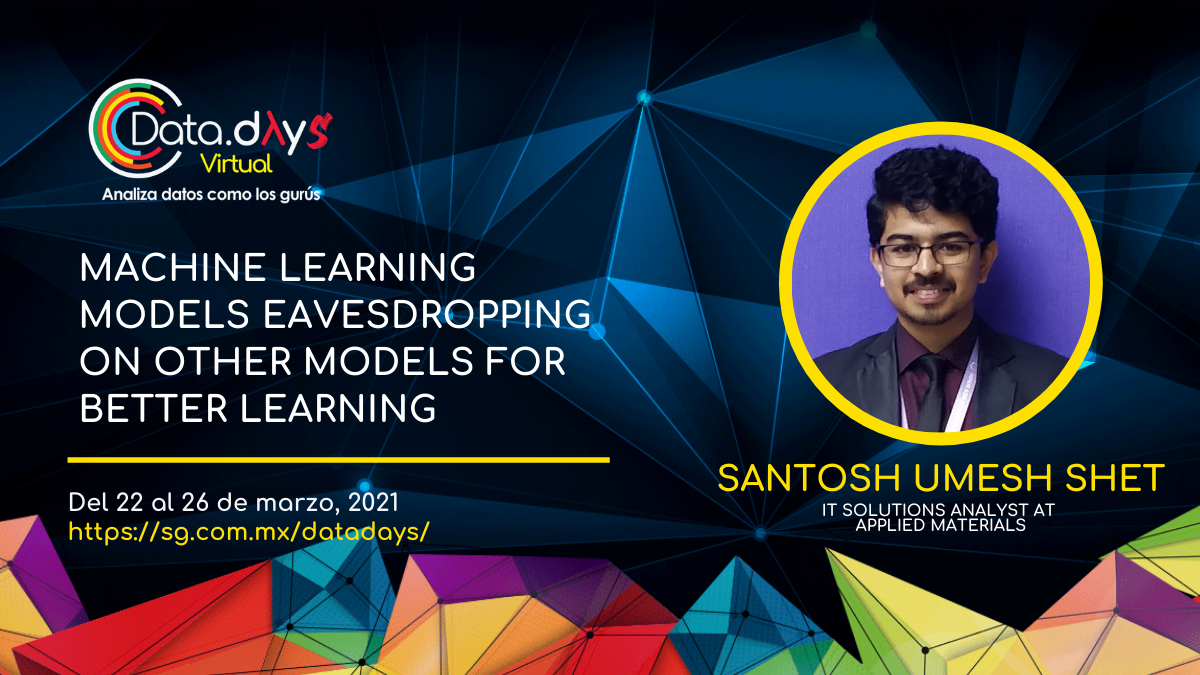 Data.dAys
Virtual
Analiza datos como los gurús
MACHINE LEARNING
MODELS EAVESDROPPING
ON OTHER MODELS FOR
BETTER LEARNING
Del 22 al 26 de marzo, 2021
https://sg.com.mx/datadays/
SANTOSH UMESH SHET
IT SOLUTIONS ANALYST AT
APPLIED MATERIALS